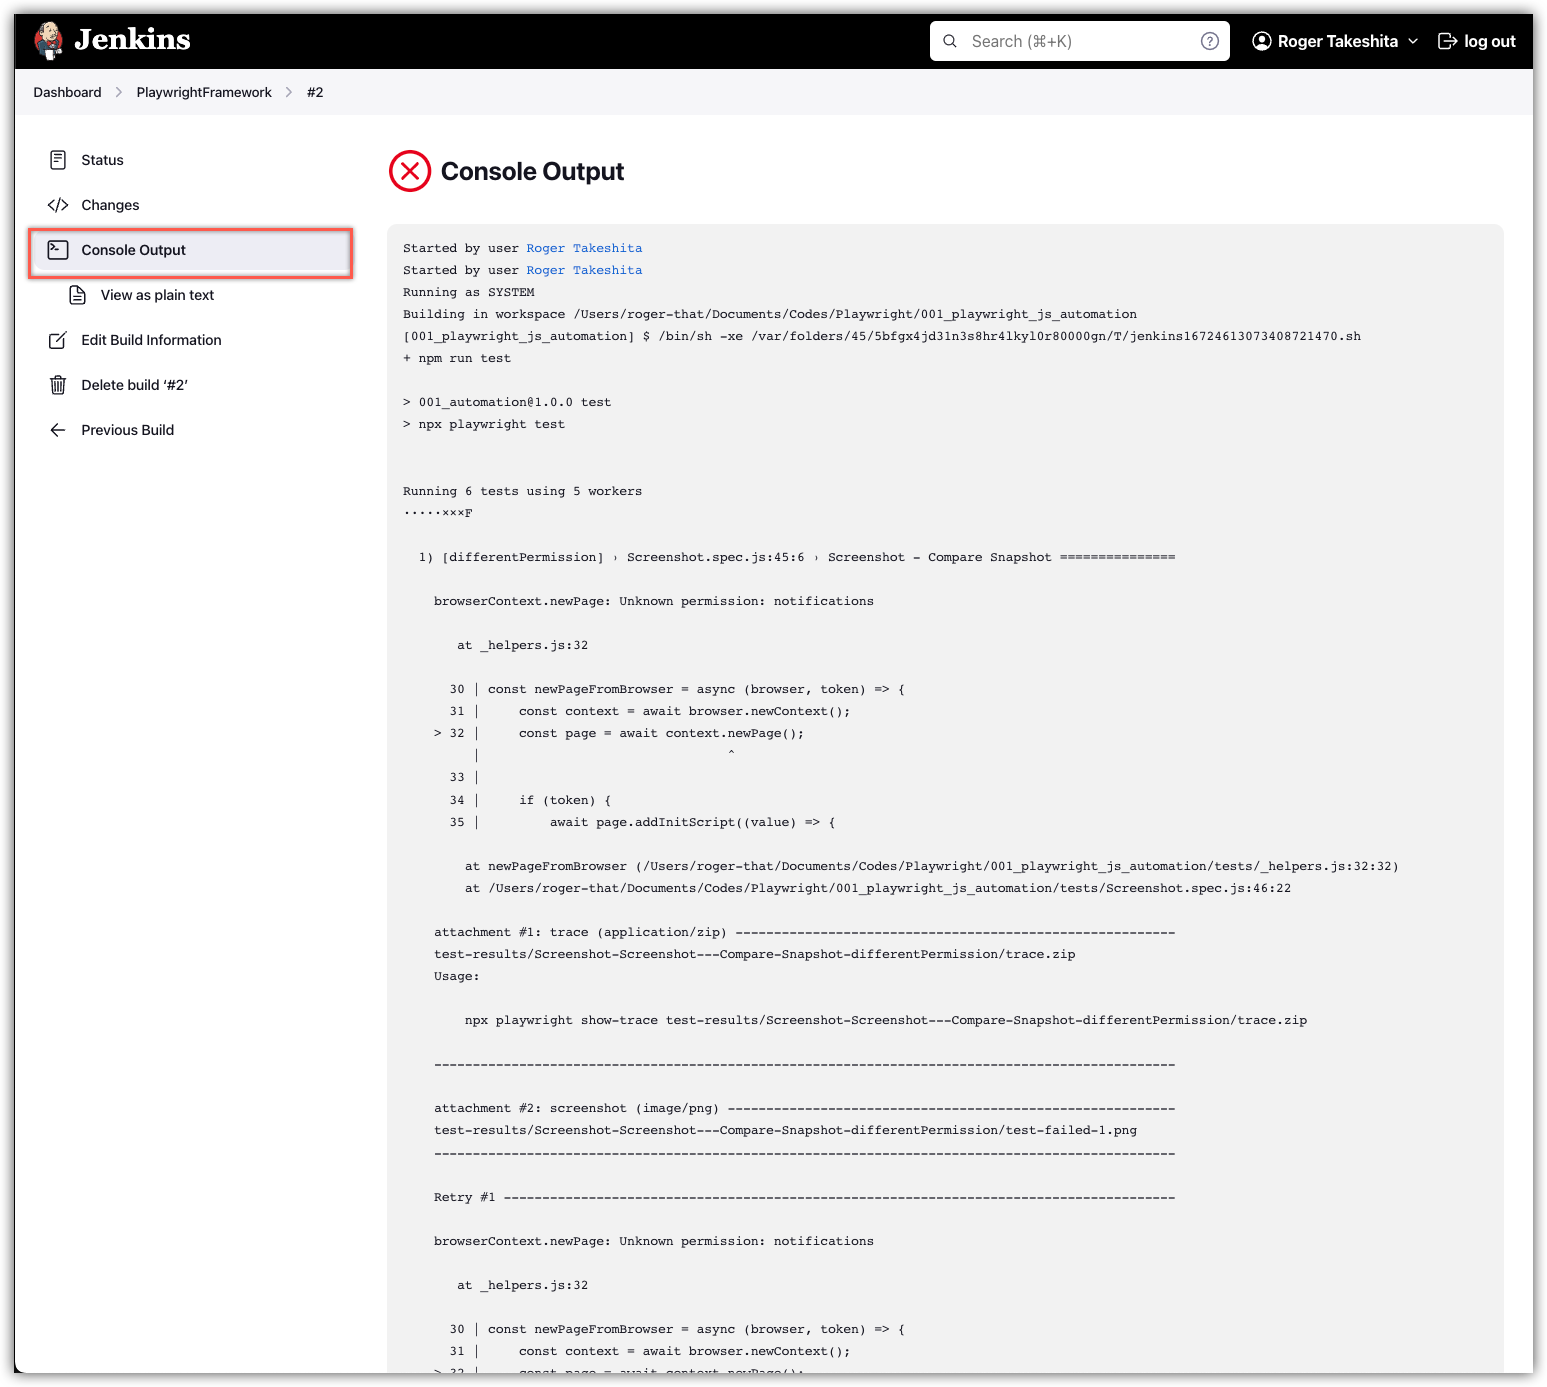 Jenkins
Search (⌘+K)
Roger Takeshita
log out
Dashboard
PlaywrightFramework
#2
Status
Changes
Console Output
View as plain text
Edit Build Information
Delete build ‘#2’
Previous Build
Console Output
Started by user Roger Takeshita
Started by user Roger Takeshita
Running as SYSTEM
Building in workspace /Users/roger-that/Documents/Codes/Playwright/001_playwright_js_automation
[001_playwright_js_automation] $ /bin/sh -xe /var/folders/45/5bfgx4jd31n3s8hr4lkyl0r80000gn/T/jenkins16724613073408721470.sh
+ npm run test
> 001_automation@1.0.0 test
> npx playwright test
Running 6 tests using 5 workers
·····×××F
1) [differentPermission] › Screenshot.spec.js:45:6 › Screenshot - Compare Snapshot ===============
browserContext.newPage: Unknown permission: notifications
at _helpers.js:32
30 | const newPageFromBrowser = async (browser, token) => {
31 |     const context = await browser.newContext();
> 32 |     const page = await context.newPage();
|                                ^
33 |
34 |     if (token) {
35 |         await page.addInitScript((value) => {
at newPageFromBrowser (/Users/roger-that/Documents/Codes/Playwright/001_playwright_js_automation/tests/_helpers.js:32:32)
at /Users/roger-that/Documents/Codes/Playwright/001_playwright_js_automation/tests/Screenshot.spec.js:46:22
attachment #1: trace (application/zip) ---------------------------------------------------------
test-results/Screenshot-Screenshot---Compare-Snapshot-differentPermission/trace.zip
Usage:
npx playwright show-trace test-results/Screenshot-Screenshot---Compare-Snapshot-differentPermission/trace.zip
------------------------------------------------------------------------------------------------
attachment #2: screenshot (image/png) ----------------------------------------------------------
test-results/Screenshot-Screenshot---Compare-Snapshot-differentPermission/test-failed-1.png
------------------------------------------------------------------------------------------------
Retry #1 ---------------------------------------------------------------------------------------
browserContext.newPage: Unknown permission: notifications
at _helpers.js:32
30 | const newPageFromBrowser = async (browser, token) => {
31 |     const context = await browser.newContext();
> 32 |     const page = await context.newPage();